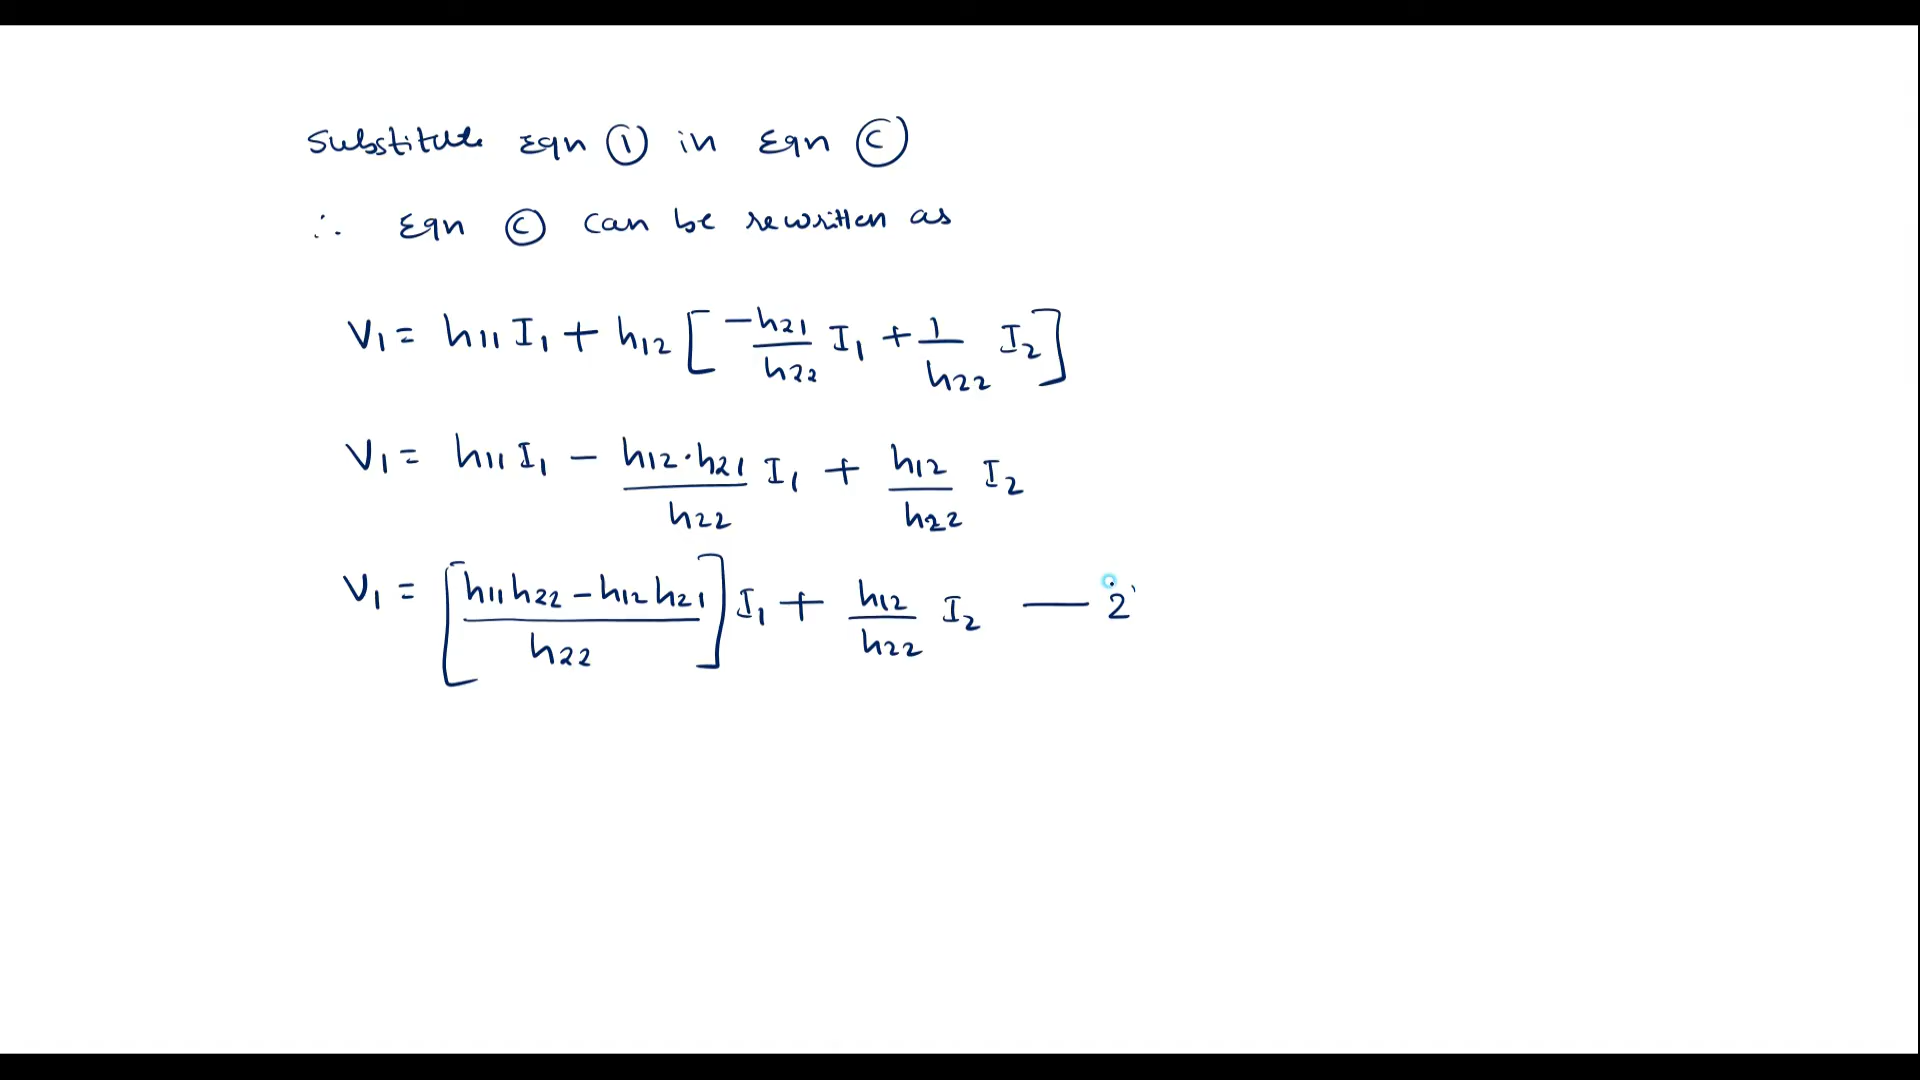 Substitute Eqn ① in Eqn Ⓒ
∴ Eqn Ⓒ can be rewritten as
V₁ = h₁₁ I₁ + h₁₂ [ -h₂₁/h₂₂ I₁ + 1/h₂₂ I₂ ]
V₁ = h₁₁ I₁ - h₁₂·h₂₁/h₂₂ I₁ + h₁₂/h₂₂ I₂
V₁ = [ h₁₁h₂₂ - h₁₂h₂₁/h₂₂ ] I₁ + h₁₂/h₂₂ I₂ — 2